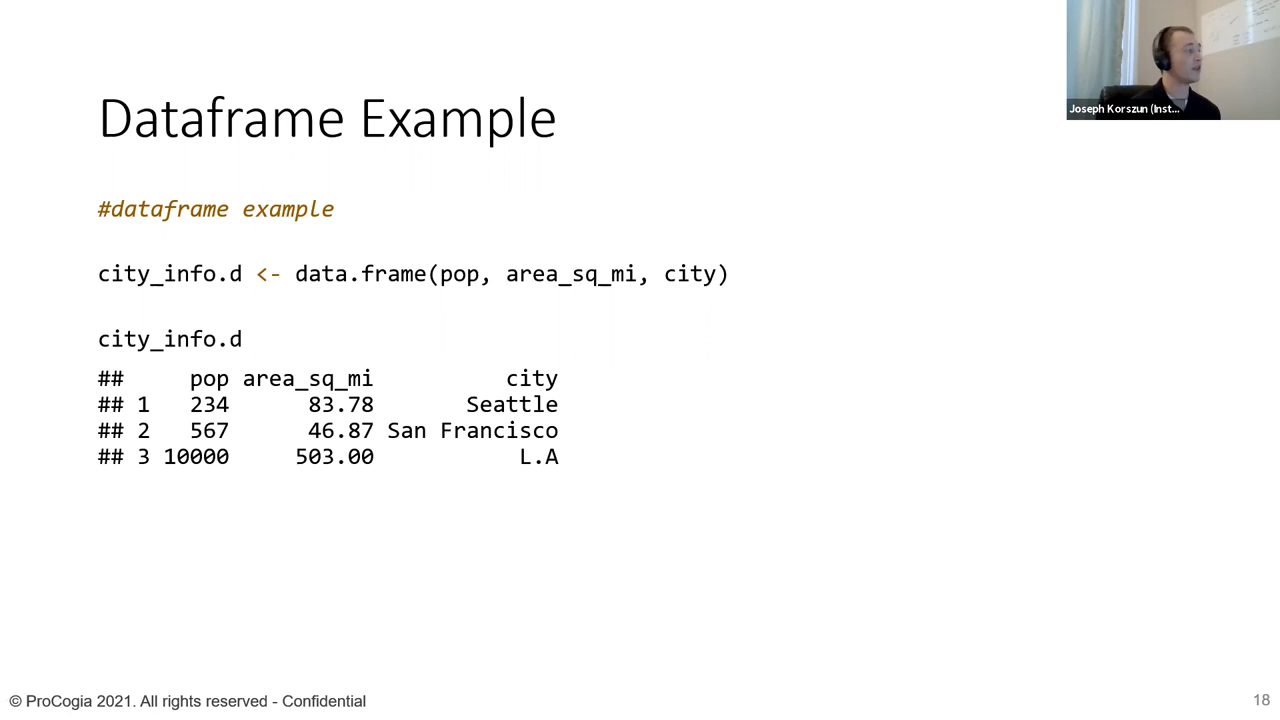 Joseph Korszun (Inst...
Dataframe Example
#dataframe example
city_info.d <- data.frame(pop, area_sq_mi, city)
city_info.d
##     pop area_sq_mi          city
## 1   234      83.78       Seattle
## 2   567      46.87 San Francisco
## 3 10000     503.00           L.A
© ProCogia 2021. All rights reserved - Confidential
18